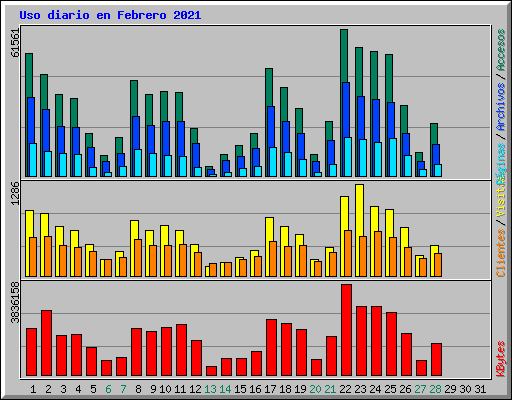 Uso diario en Febrero 2021
61561
1286
3836158
Clientes / Visitas
Páginas / Archivos / Accesos
KBytes
1 2 3 4 5 6 7 8 9 10 11 12 13 14 15 16 17 18 19 20 21 22 23 24 25 26 27 28 29 30 31